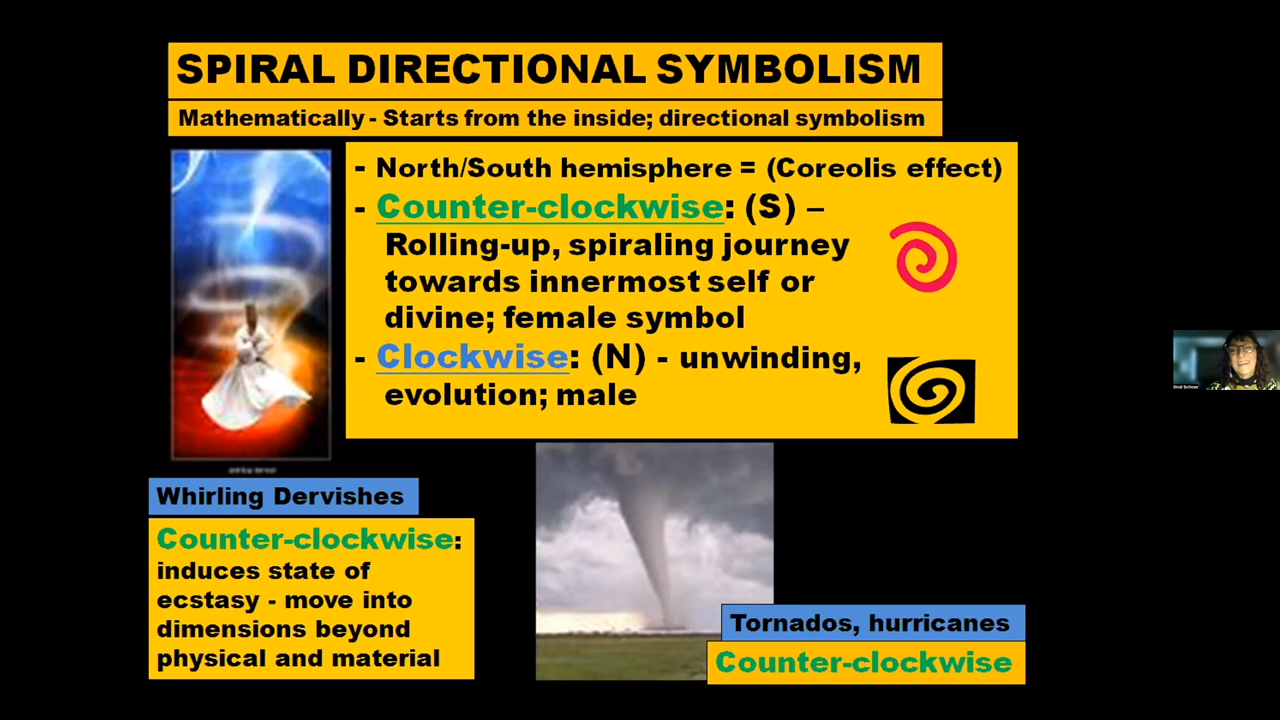 SPIRAL DIRECTIONAL SYMBOLISM
Mathematically - Starts from the inside; directional symbolism
- North/South hemisphere = (Coreolis effect)
- Counter-clockwise: (S) –
Rolling-up, spiraling journey
towards innermost self or
divine; female symbol
- Clockwise: (N) - unwinding,
evolution; male
Whirling Dervishes
Counter-clockwise:
induces state of
ecstasy - move into
dimensions beyond
physical and material
Tornados, hurricanes
Counter-clockwise